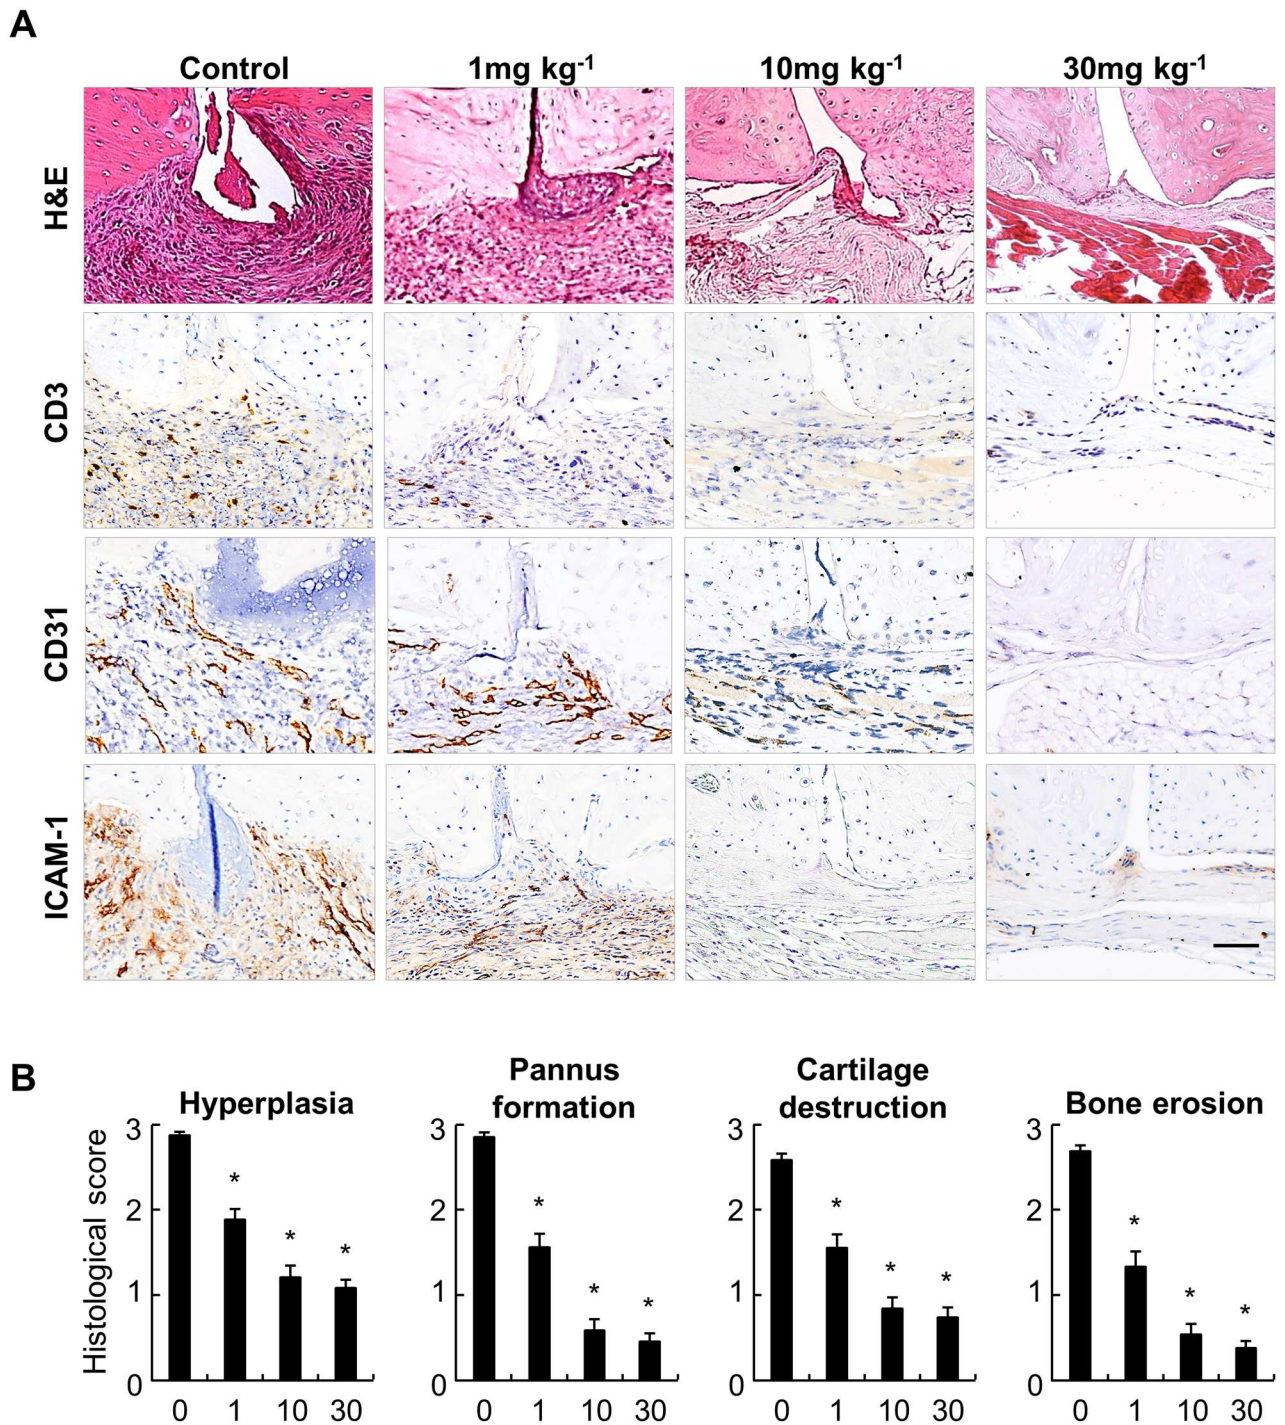 A
Control 1mg kg-1 10mg kg-1 30mg kg-1
H&E
CD3
CD31
ICAM-1
B
Hyperplasia
Pannus
formation
Cartilage
destruction
Bone erosion
Histological score
3
2
1
0
* * *
0 1 10 30
3
2
1
0
* * *
0 1 10 30
3
2
1
0
* * *
0 1 10 30
3
2
1
0
* * *
0 1 10 30